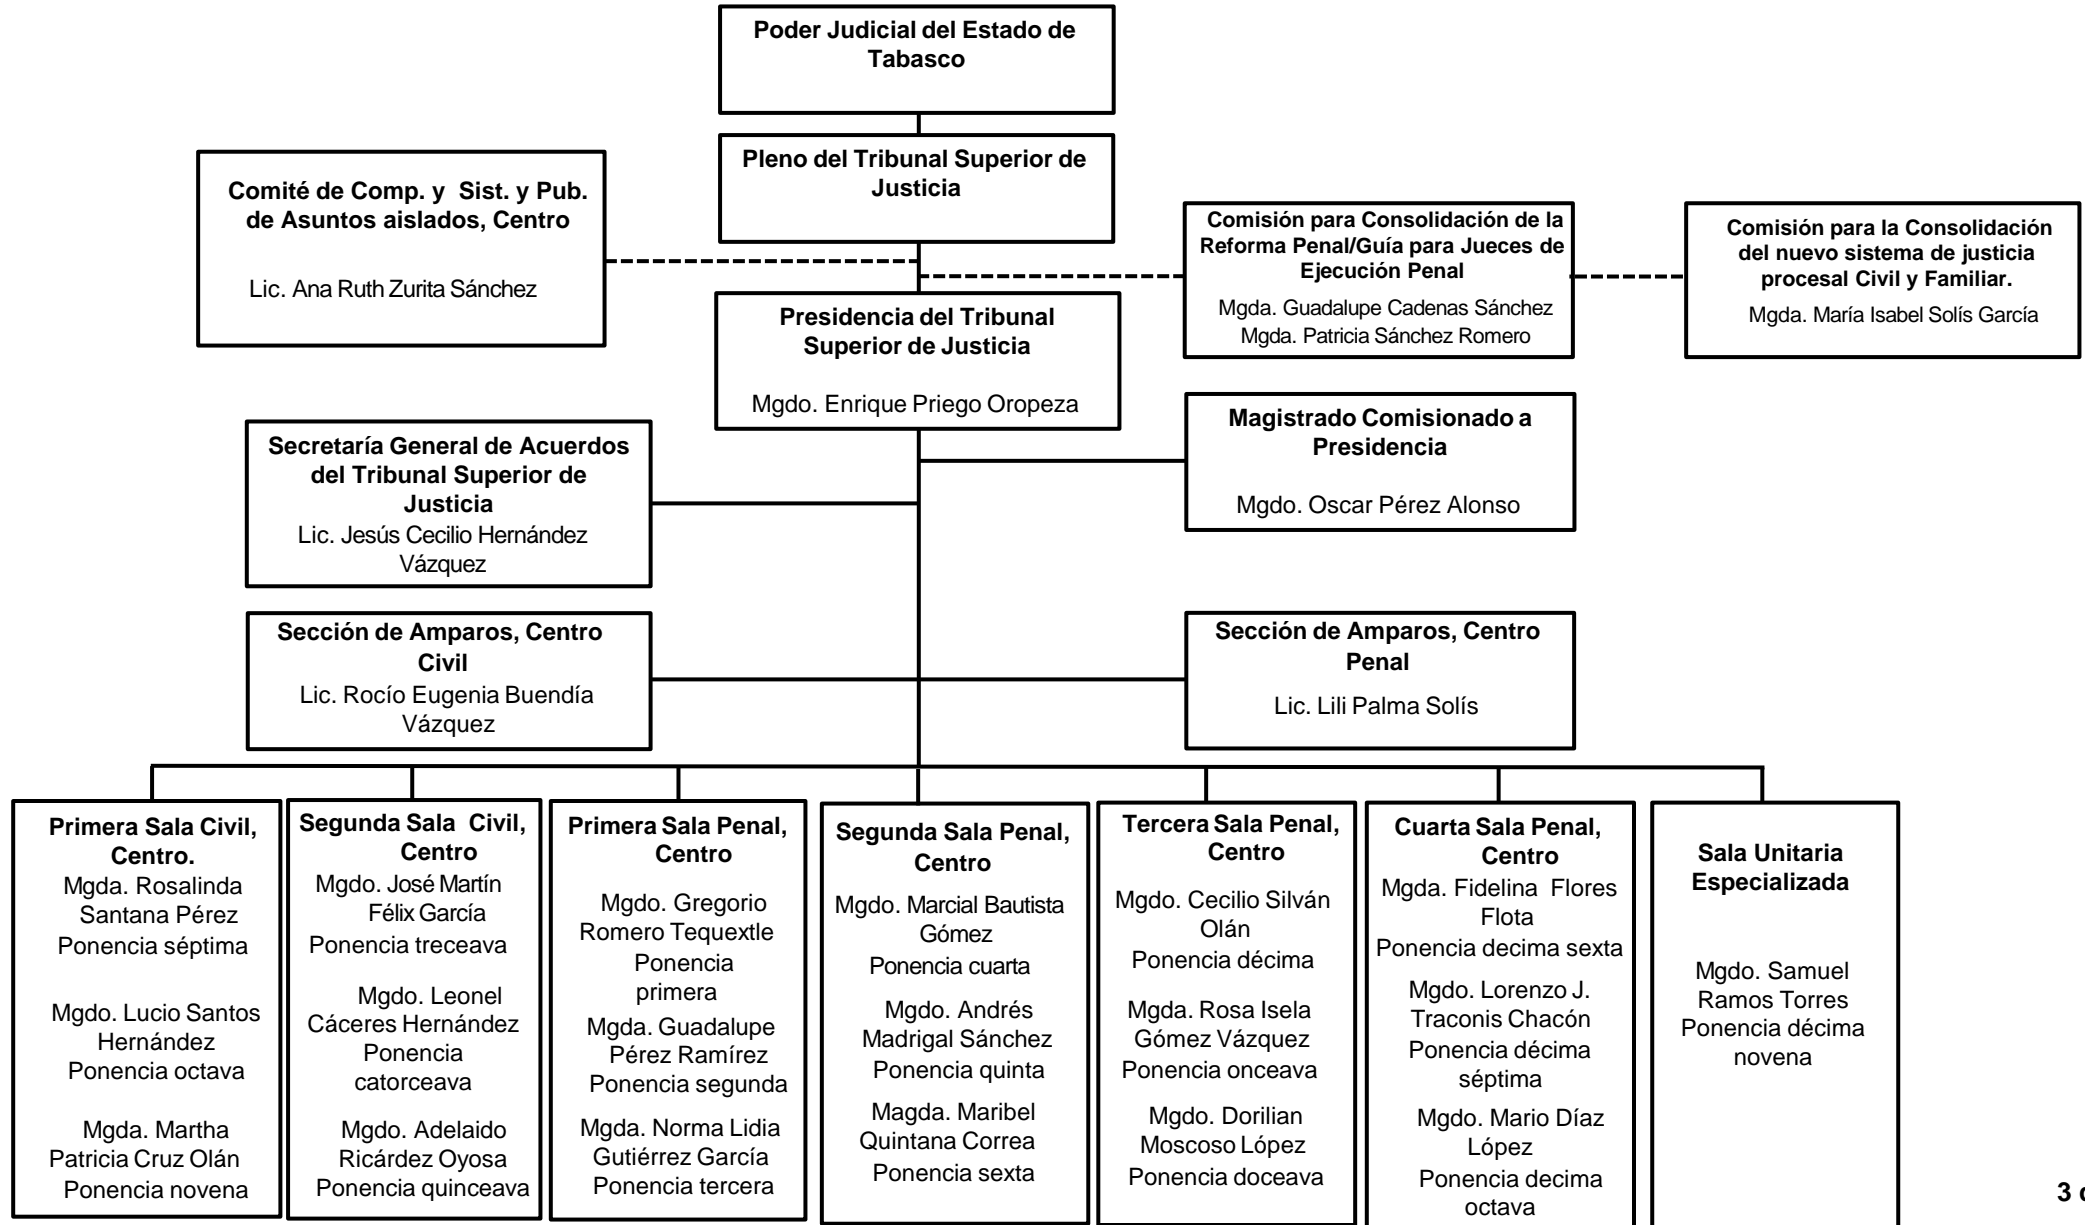 Poder Judicial del Estado de
Tabasco
Pleno del Tribunal Superior de
Justicia
Comité de Comp. y Sist. y Pub.
de Asuntos aislados, Centro
Lic. Ana Ruth Zurita Sánchez
Comisión para Consolidación de la
Reforma Penal/Guía para Jueces de
Ejecución Penal
Mgda. Guadalupe Cadenas Sánchez
Mgda. Patricia Sánchez Romero
Comisión para la Consolidación
del nuevo sistema de justicia
procesal Civil y Familiar.
Mgda. María Isabel Solís García
Presidencia del Tribunal
Superior de Justicia
Mgdo. Enrique Priego Oropeza
Magistrado Comisionado a
Presidencia
Mgdo. Oscar Pérez Alonso
Secretaría General de Acuerdos
del Tribunal Superior de
Justicia
Lic. Jesús Cecilio Hernández
Vázquez
Sección de Amparos, Centro
Civil
Lic. Rocío Eugenia Buendía
Vázquez
Sección de Amparos, Centro
Penal
Lic. Lili Palma Solís
Primera Sala Civil,
Centro.
Mgda. Rosalinda
Santana Pérez
Ponencia séptima
Mgdo. Lucio Santos
Hernández
Ponencia octava
Mgda. Martha
Patricia Cruz Olán
Ponencia novena
Segunda Sala Civil,
Centro
Mgdo. José Martín
Félix García
Ponencia treceava
Mgdo. Leonel
Cáceres Hernández
Ponencia
catorceava
Mgdo. Adelaido
Ricárdez Oyosa
Ponencia quinceava
Primera Sala Penal,
Centro
Mgdo. Gregorio
Romero Tequextle
Ponencia
primera
Mgda. Guadalupe
Pérez Ramírez
Ponencia segunda
Mgda. Norma Lidia
Gutiérrez García
Ponencia tercera
Segunda Sala Penal,
Centro
Mgdo. Marcial Bautista
Gómez
Ponencia cuarta
Mgdo. Andrés
Madrigal Sánchez
Ponencia quinta
Magda. Maribel
Quintana Correa
Ponencia sexta
Tercera Sala Penal,
Centro
Mgdo. Cecilio Silván
Olán
Ponencia décima
Mgda. Rosa Isela
Gómez Vázquez
Ponencia onceava
Mgdo. Dorilian
Moscoso López
Ponencia doceava
Cuarta Sala Penal,
Centro
Mgda. Fidelina Flores
Flota
Ponencia decima sexta
Mgdo. Lorenzo J.
Traconis Chacón
Ponencia décima
séptima
Mgdo. Mario Díaz
López
Ponencia decima
octava
Sala Unitaria
Especializada
Mgdo. Samuel
Ramos Torres
Ponencia décima
novena
3